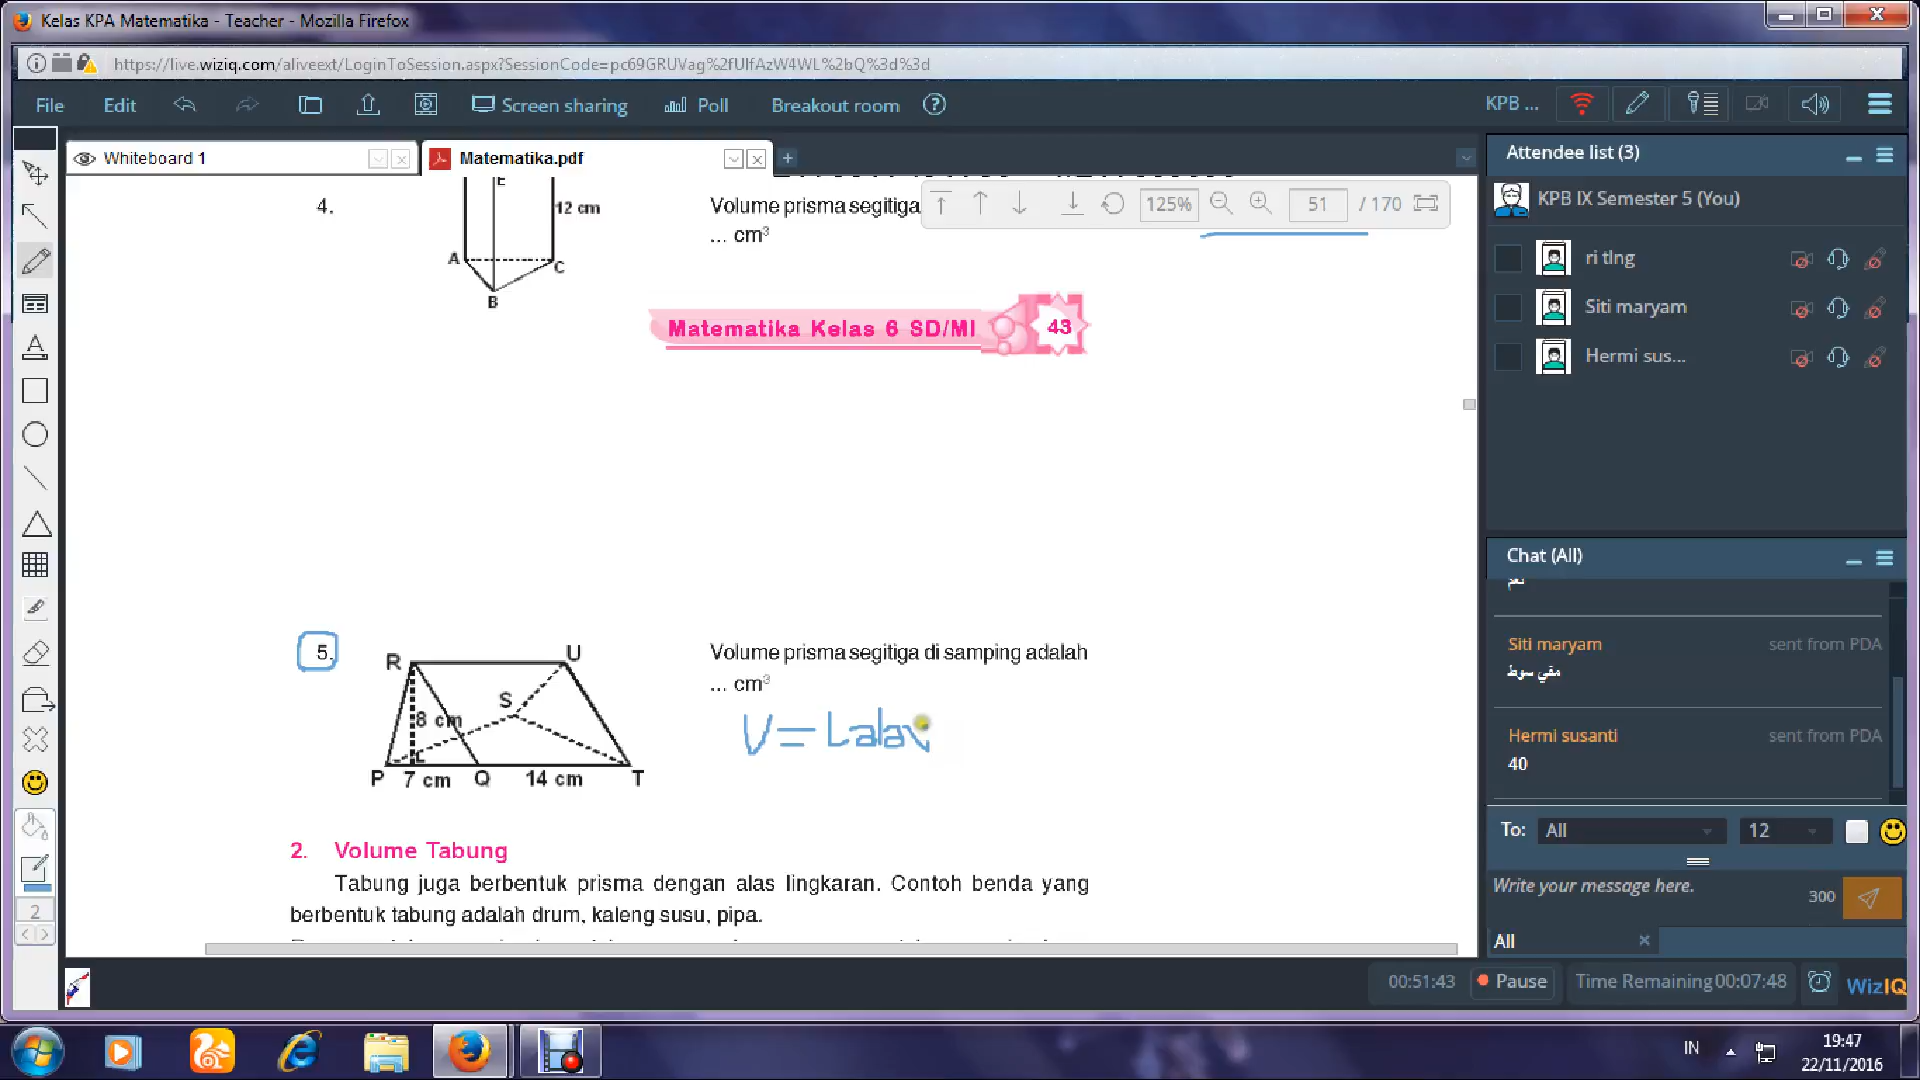 Kelas KPA Matematika - Teacher - Mozilla Firefox
https://live.wiziq.com/aliveext/LoginToSession.aspx?SessionCode=pc69GRUVag%2fUIfAzW4WL%2bQ%3d%3d
File Edit Screen sharing Poll Breakout room KPB ...
Whiteboard 1
Matematika.pdf
Attendee list (3)
KPB IX Semester 5 (You)
ri tlng
Siti maryam
Hermi sus...
125% 51 / 170
4.
E
12 cm
A
C
B
Volume prisma segitiga
... cm³
Matematika Kelas 6 SD/MI 43
5.
R
U
S
8 cm
P 7 cm Q 14 cm T
Volume prisma segitiga di samping adalah
... cm³
V = Lala
2. Volume Tabung
Tabung juga berbentuk prisma dengan alas lingkaran. Contoh benda yang
berbentuk tabung adalah drum, kaleng susu, pipa.
2
Chat (All)
Siti maryam sent from PDA
مفي سوط
Hermi susanti sent from PDA
40
To: All 12
Write your message here. 300
All
00:51:43 Pause Time Remaining 00:07:48 WizIQ
IN 19:47
22/11/2016